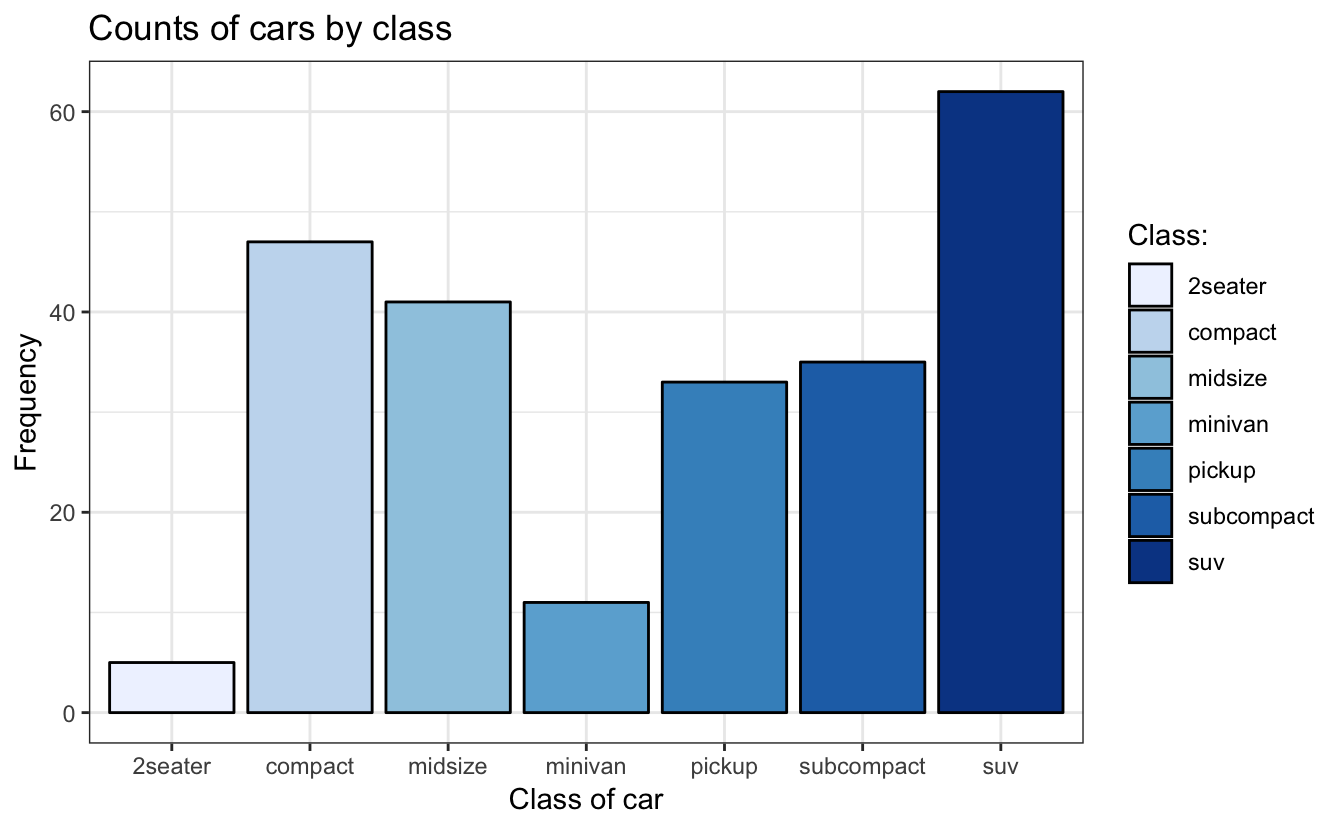 Counts of cars by class
Frequency
60
40
20
0
2seater compact midsize minivan pickup subcompact suv
Class of car
Class:
2seater
compact
midsize
minivan
pickup
subcompact
suv